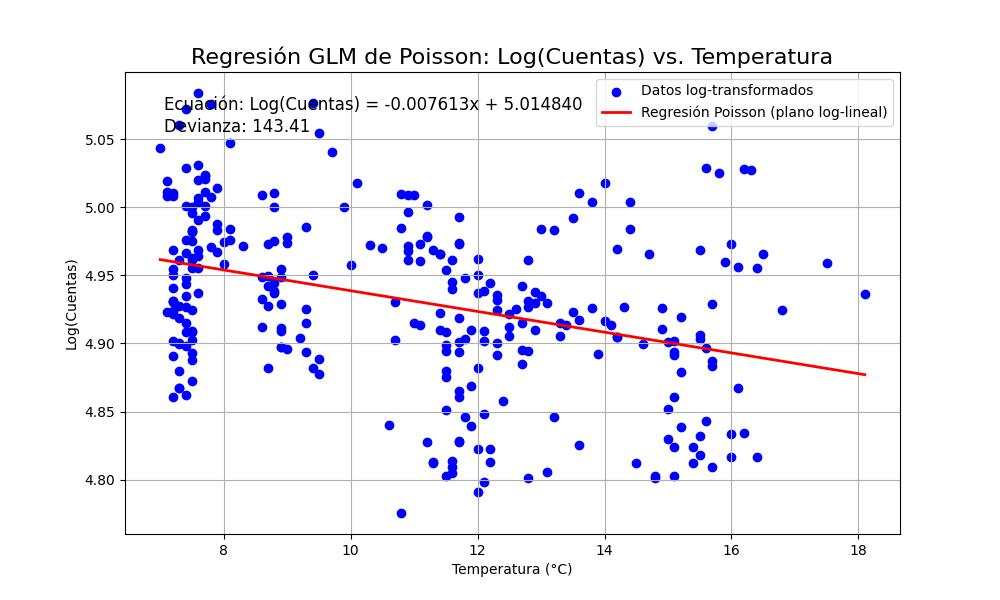 Regresión GLM de Poisson: Log(Cuentas) vs. Temperatura
Ecuación: Log(Cuentas) = -0.007613x + 5.014840
Devianza: 143.41
Datos log-transformados
Regresión Poisson (plano log-lineal)
Log(Cuentas)
5.05
5.00
4.95
4.90
4.85
4.80
8 10 12 14 16 18
Temperatura (°C)